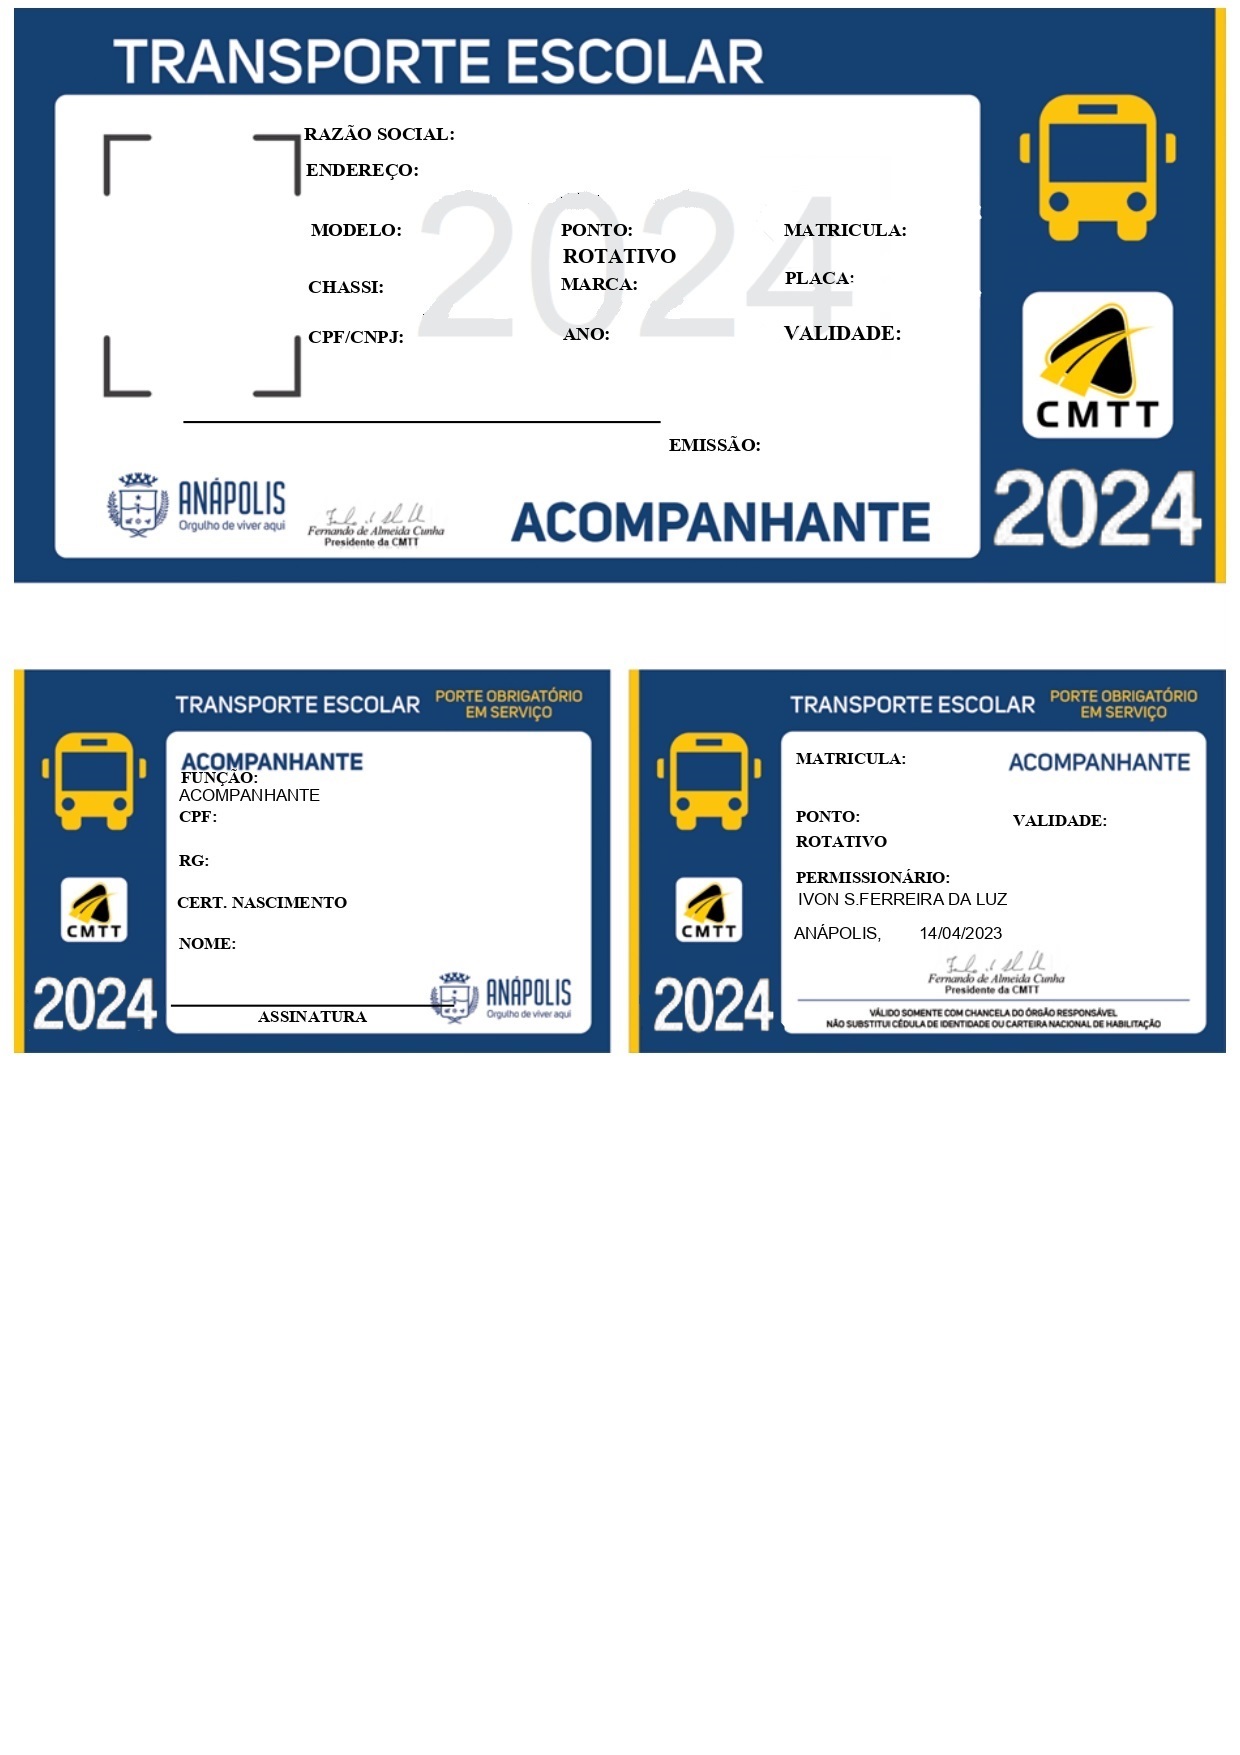 TRANSPORTE ESCOLAR
RAZÃO SOCIAL:
ENDEREÇO:
2024
MODELO: PONTO: MATRICULA:
ROTATIVO
CHASSI: MARCA: PLACA:
CPF/CNPJ: ANO: VALIDADE:
EMISSÃO:
CMTT
2024
ANÁPOLIS
Orgulho de viver aqui
Fernando de Almeida Cunha
Presidente da CMTT
ACOMPANHANTE
TRANSPORTE ESCOLAR
PORTE OBRIGATÓRIO
EM SERVIÇO
ACOMPANHANTE
FUNÇÃO:
ACOMPANHANTE
CPF:
RG:
CERT. NASCIMENTO
NOME:
ASSINATURA
ANÁPOLIS
Orgulho de viver aqui
CMTT
2024
TRANSPORTE ESCOLAR
PORTE OBRIGATÓRIO
EM SERVIÇO
MATRICULA: ACOMPANHANTE
PONTO: VALIDADE:
ROTATIVO
PERMISSIONÁRIO:
IVON S.FERREIRA DA LUZ
ANÁPOLIS, 14/04/2023
Fernando de Almeida Cunha
Presidente da CMTT
VÁLIDO SOMENTE COM CHANCELA DO ÓRGÃO RESPONSÁVEL
NÃO SUBSTITUI CÉDULA DE IDENTIDADE OU CARTEIRA NACIONAL DE HABILITAÇÃO
CMTT
2024